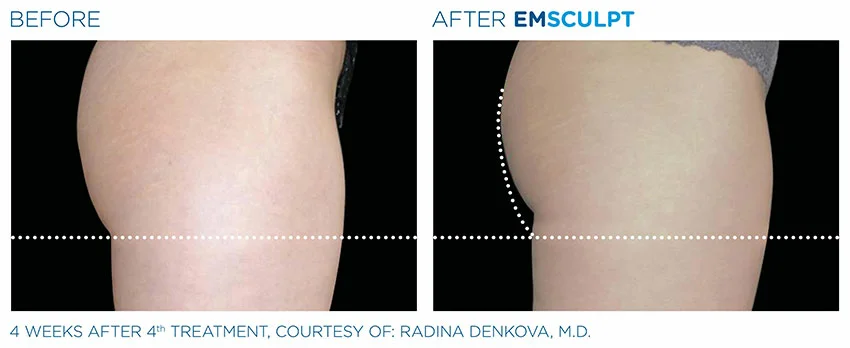 BEFORE
AFTER EMSCULPT
4 WEEKS AFTER 4th TREATMENT, COURTESY OF: RADINA DENKOVA, M.D.